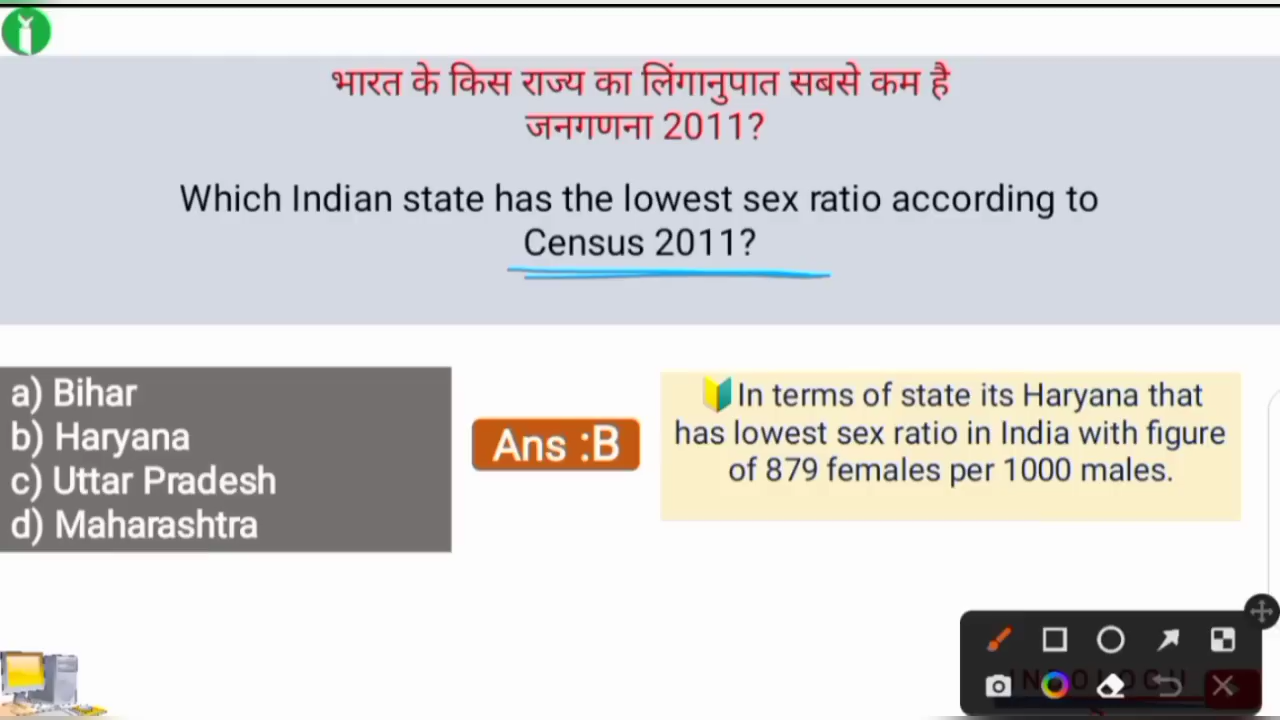 भारत के किस राज्य का लिंगानुपात सबसे कम है
जनगणना 2011?
Which Indian state has the lowest sex ratio according to
Census 2011?
a) Bihar
b) Haryana
c) Uttar Pradesh
d) Maharashtra
Ans :B
In terms of state its Haryana that
has lowest sex ratio in India with figure
of 879 females per 1000 males.